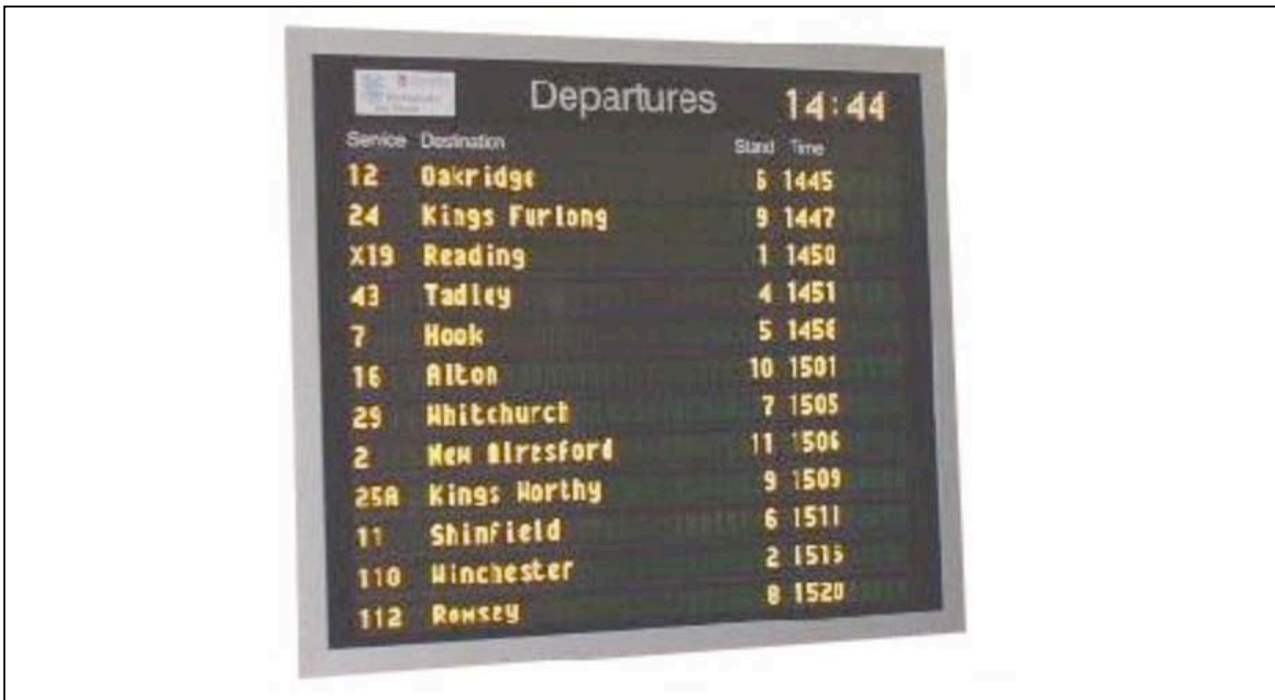 Departures 14:44
Service Destination Stand Time
12 Oakridge 6 1445
24 Kings Furlong 9 1447
X19 Reading 1 1450
43 Tadley 4 1451
7 Hook 5 1458
16 Alton 10 1501
29 Whitchurch 7 1505
2 New Alresford 11 1506
25A Kings Worthy 9 1509
11 Shinfield 6 1511
110 Winchester 2 1515
112 Romsey 8 1520